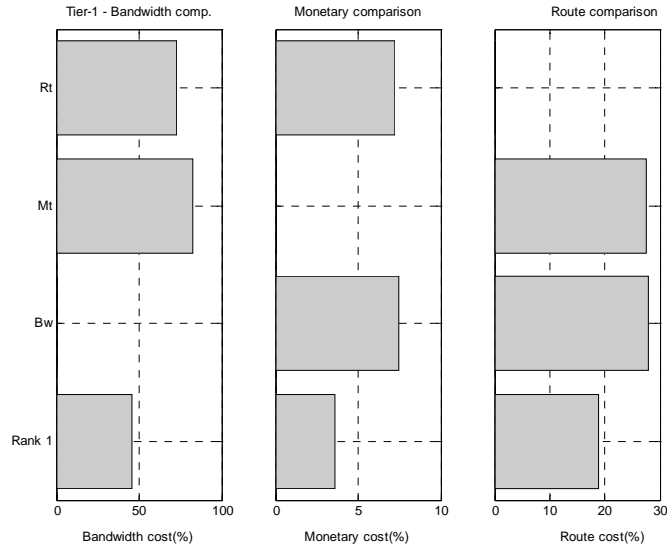 Tier-1 - Bandwidth comp.
Monetary comparison
Route comparison
Rt
Mt
Bw
Rank 1
0 50 100
0 5 10
0 10 20 30
Bandwidth cost(%)
Monetary cost(%)
Route cost(%)